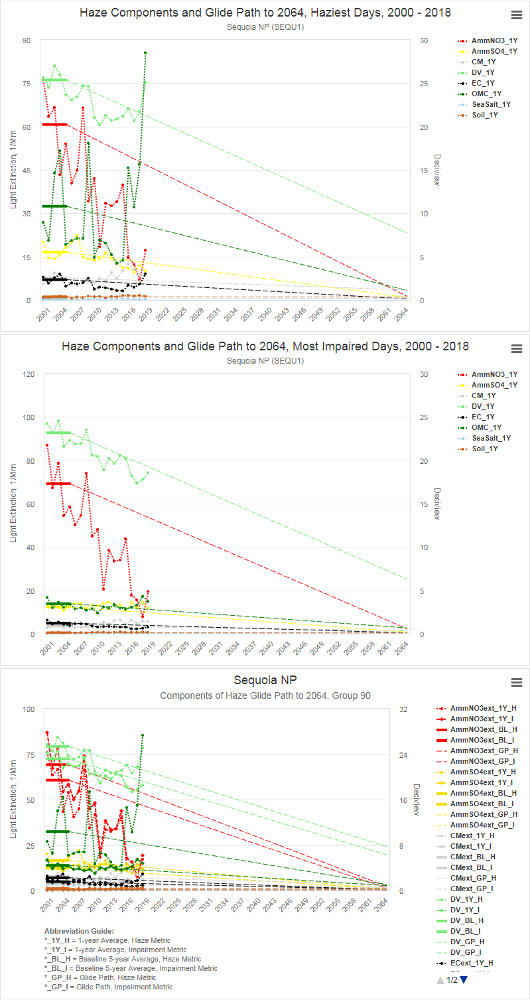 Haze Components and Glide Path to 2064, Haziest Days, 2000 - 2018
Sequoia NP (SEQU1)
90
75
60
45
30
15
0
Light Extinction, 1/Mm
30
25
20
15
10
5
0
Deciview
AmmNO3_1Y
AmmSO4_1Y
CM_1Y
DV_1Y
EC_1Y
OMC_1Y
SeaSalt_1Y
Soil_1Y
2001 2004 2007 2010 2013 2016 2019 2022 2025 2028 2031 2034 2037 2040 2043 2046 2049 2052 2055 2058 2061 2064
Haze Components and Glide Path to 2064, Most Impaired Days, 2000 - 2018
Sequoia NP (SEQU1)
120
100
80
60
40
20
0
Light Extinction, 1/Mm
30
25
20
15
10
5
0
Deciview
AmmNO3_1Y
AmmSO4_1Y
CM_1Y
DV_1Y
EC_1Y
OMC_1Y
SeaSalt_1Y
Soil_1Y
2001 2004 2007 2010 2013 2016 2019 2022 2025 2028 2031 2034 2037 2040 2043 2046 2049 2052 2055 2058 2061 2064
Sequoia NP
Components of Haze Glide Path to 2064, Group 90
100
75
50
25
0
Light Extinction, 1/Mm
32
24
16
8
0
Deciview
AmmNO3ext_1Y_H
AmmNO3ext_1Y_I
AmmNO3ext_BL_H
AmmNO3ext_BL_I
AmmNO3ext_GP_H
AmmNO3ext_GP_I
AmmSO4ext_1Y_H
AmmSO4ext_1Y_I
AmmSO4ext_BL_H
AmmSO4ext_BL_I
AmmSO4ext_GP_H
AmmSO4ext_GP_I
CMext_1Y_H
CMext_1Y_I
CMext_BL_H
CMext_BL_I
CMext_GP_H
CMext_GP_I
DV_1Y_H
DV_1Y_I
DV_BL_H
DV_BL_I
DV_GP_H
DV_GP_I
ECext_1Y_H
1/2
2001 2004 2007 2010 2013 2016 2019 2022 2025 2028 2031 2034 2037 2040 2043 2046 2049 2052 2055 2058 2061 2064
Abbreviation Guide:
*_1Y_H = 1-year Average, Haze Metric
*_1Y_I = 1-year Average, Impairment Metric
*_BL_H = Baseline 5-year Average, Haze Metric
*_BL_I = Baseline 5-year Average, Impairment Metric
*_GP_H = Glide Path, Haze Metric
*_GP_I = Glide Path, Impairment Metric